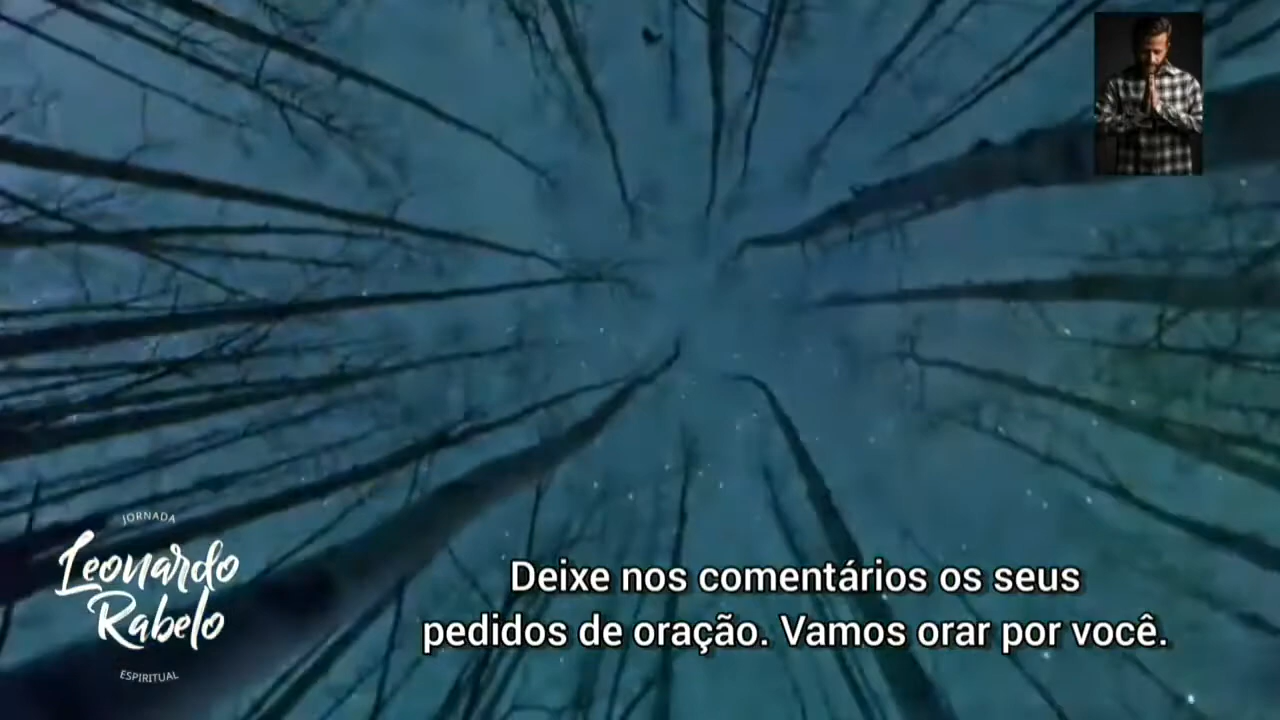 JORNADA
Leonardo
Rabelo
ESPIRITUAL
Deixe nos comentários os seus
pedidos de oração. Vamos orar por você.